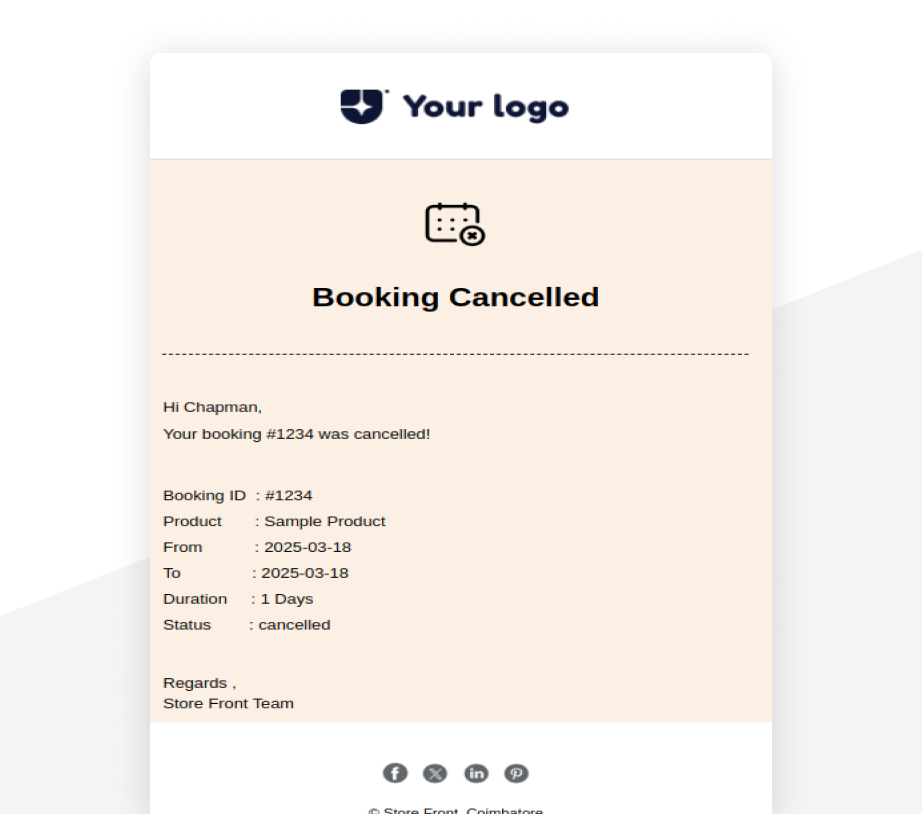 Your logo
Booking Cancelled
Hi Chapman,
Your booking #1234 was cancelled!
Booking ID : #1234
Product : Sample Product
From : 2025-03-18
To : 2025-03-18
Duration : 1 Days
Status : cancelled
Regards ,
Store Front Team
© Store Front, Coimbatore